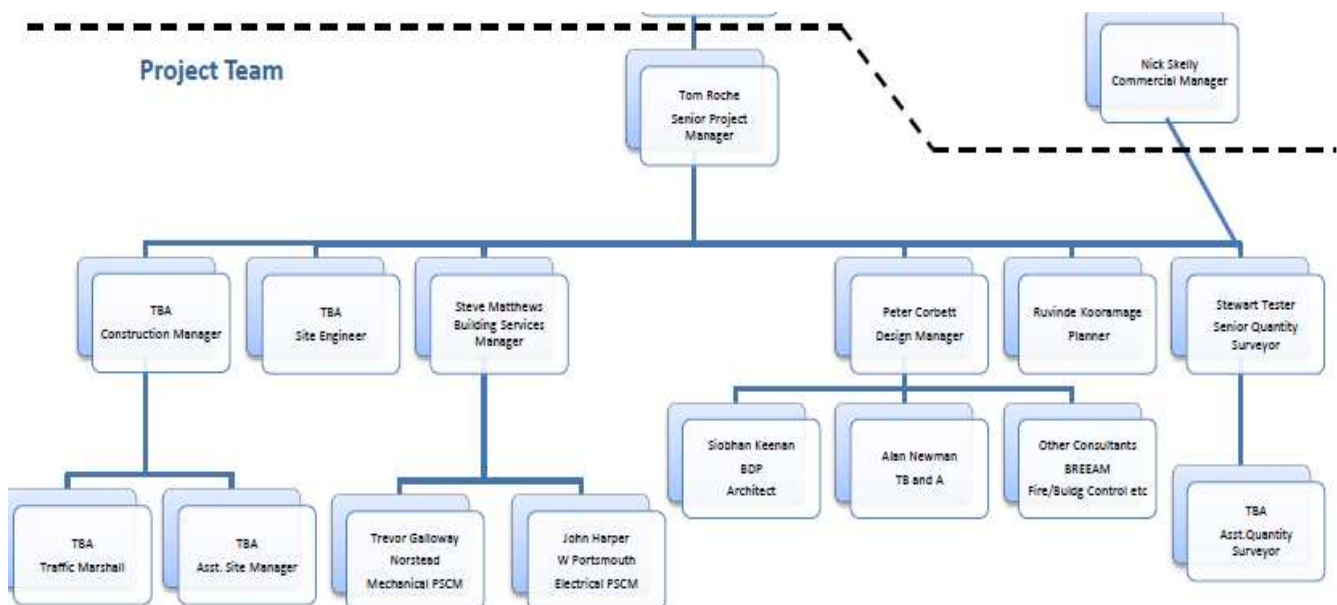 Project Team
Nick Skelly
Commercial Manager
Tom Roche
Senior Project
Manager
TBA
Construction Manager
TBA
Site Engineer
Steve Matthews
Building Services
Manager
Peter Corbett
Design Manager
Ruvinde Kooramage
Planner
Stewart Tester
Senior Quantity
Surveyor
Siobhan Keenan
BDP
Architect
Alan Newman
TB and A
Other Consultants
BREEAM
Fire/Buldg Control etc
TBA
Traffic Marshall
TBA
Asst. Site Manager
Trevor Galloway
Norstead
Mechanical PSCM
John Harper
W Portsmouth
Electrical PSCM
TBA
Asst.Quantity
Surveyor